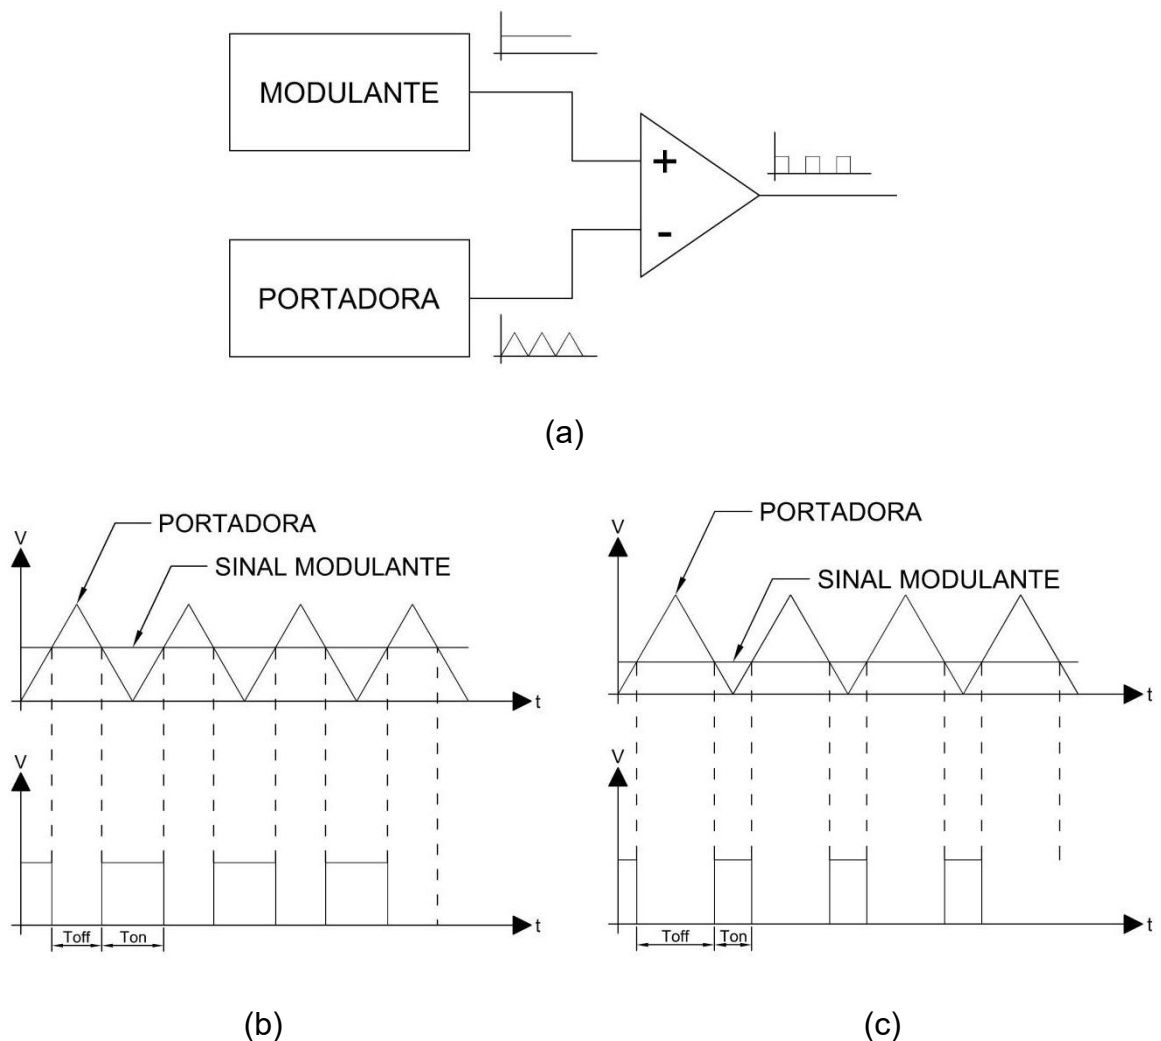 MODULANTE
+
-
PORTADORA
(a)
V
PORTADORA
SINAL MODULANTE
t
V
Toff
Ton
t
(b)
V
PORTADORA
SINAL MODULANTE
t
V
Toff
Ton
t
(c)